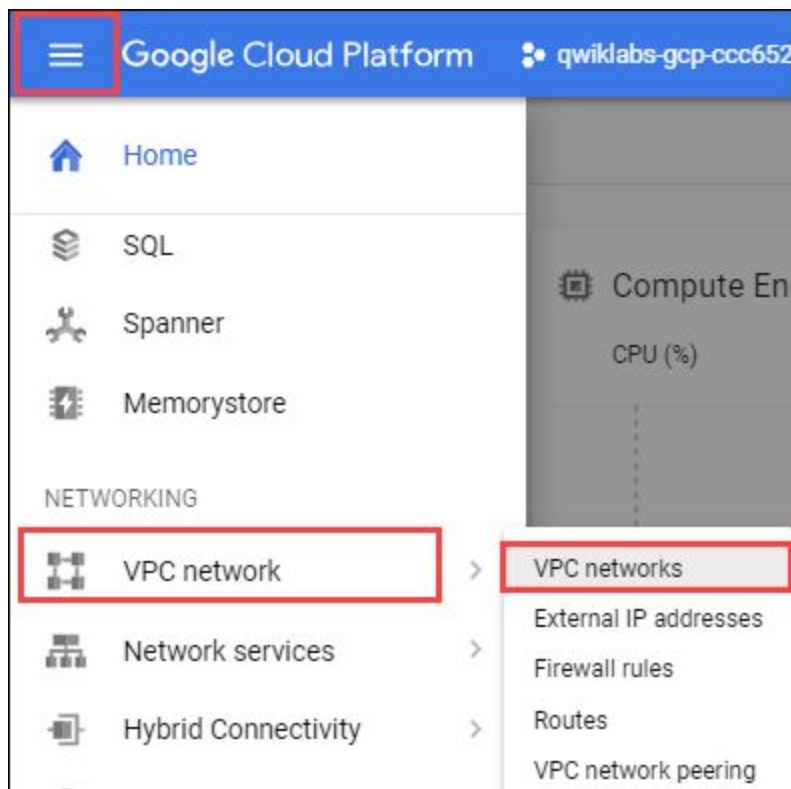 Google Cloud Platform
qwiklabs-gcp-ccc652
Home
SQL
Compute En
Spanner
CPU (%)
Memorystore
NETWORKING
VPC network
VPC networks
External IP addresses
Network services
Firewall rules
Routes
Hybrid Connectivity
VPC network peering